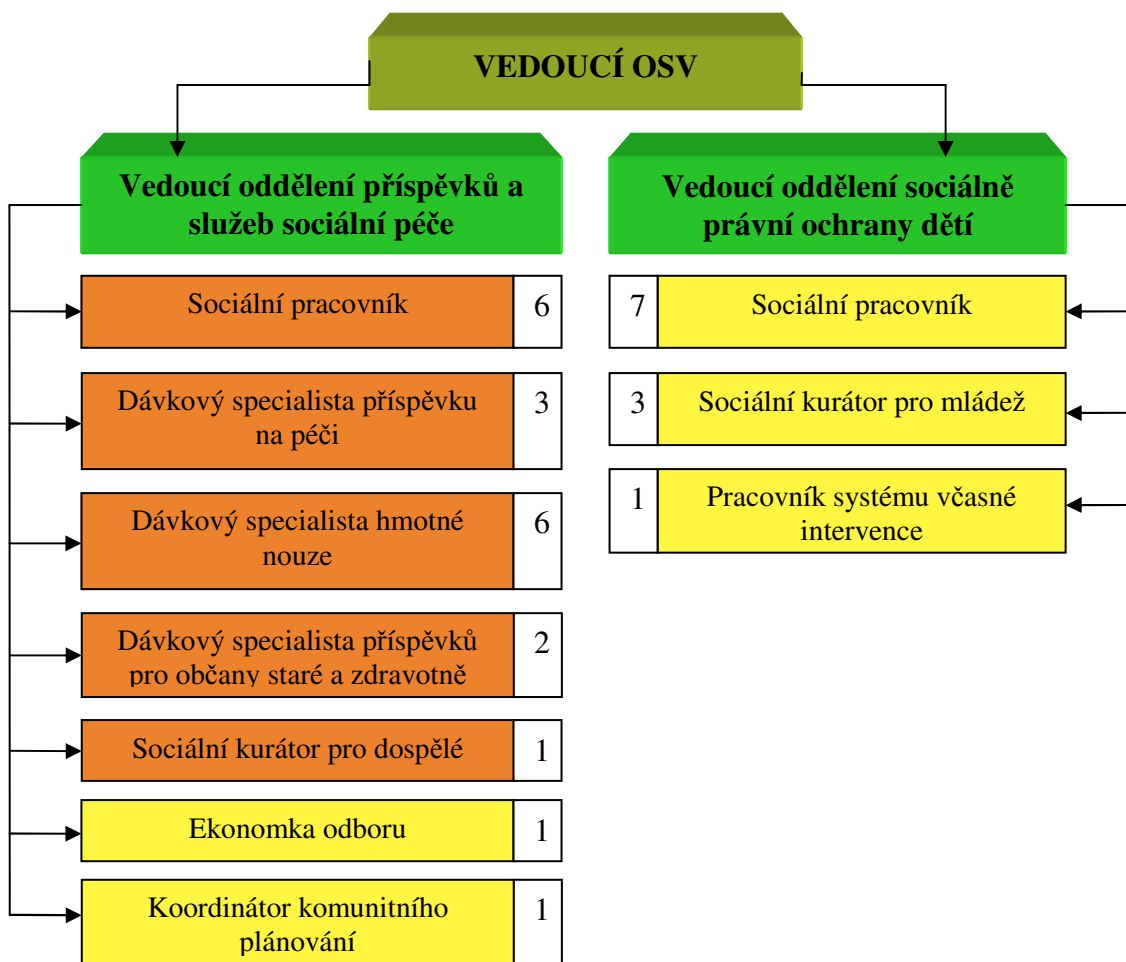 VEDOUCÍ OSV
Vedoucí oddělení příspěvků a
služeb sociální péče
Sociální pracovník 6
Dávkový specialista příspěvku 3
na péči
Dávkový specialista hmotné 6
nouze
Dávkový specialista příspěvků 2
pro občany staré a zdravotně
Sociální kurátor pro dospělé 1
Ekonomka odboru 1
Koordinátor komunitního 1
plánování
Vedoucí oddělení sociálně
právní ochrany dětí
7 Sociální pracovník
3 Sociální kurátor pro mládež
1 Pracovník systému včasné
intervence